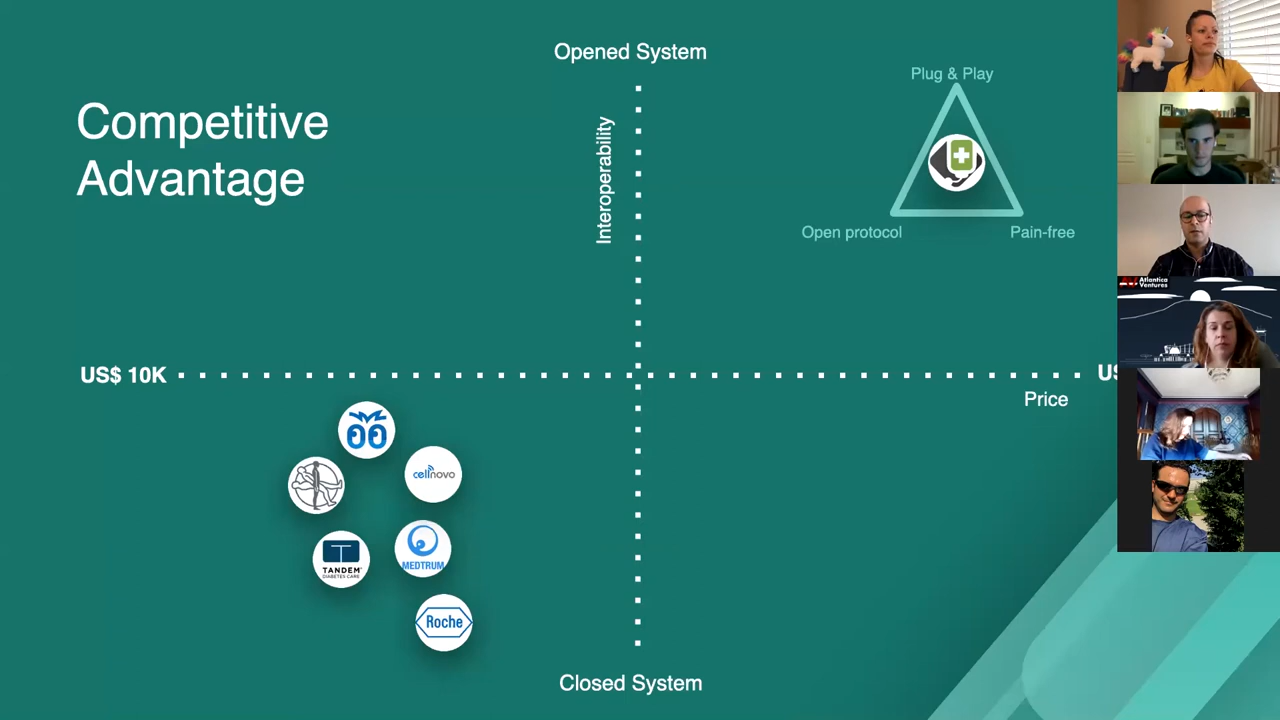 Opened System
Competitive
Advantage
Interoperability
Plug & Play
Open protocol
Pain-free
US$ 10K
US
Price
cellnovo
TANDEM
DIABETES CARE
MEDTRUM
Roche
Closed System
Atlantica
Ventures